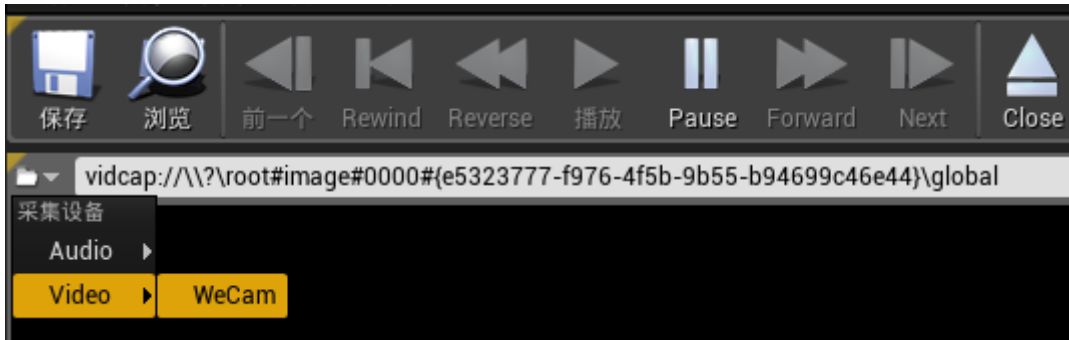 保存 浏览 前一个 Rewind Reverse 播放 Pause Forward Next Close
vidcap://\\?\root#image#0000#{e5323777-f976-4f5b-9b55-b94699c46e44}\global
采集设备
Audio
Video WeCam